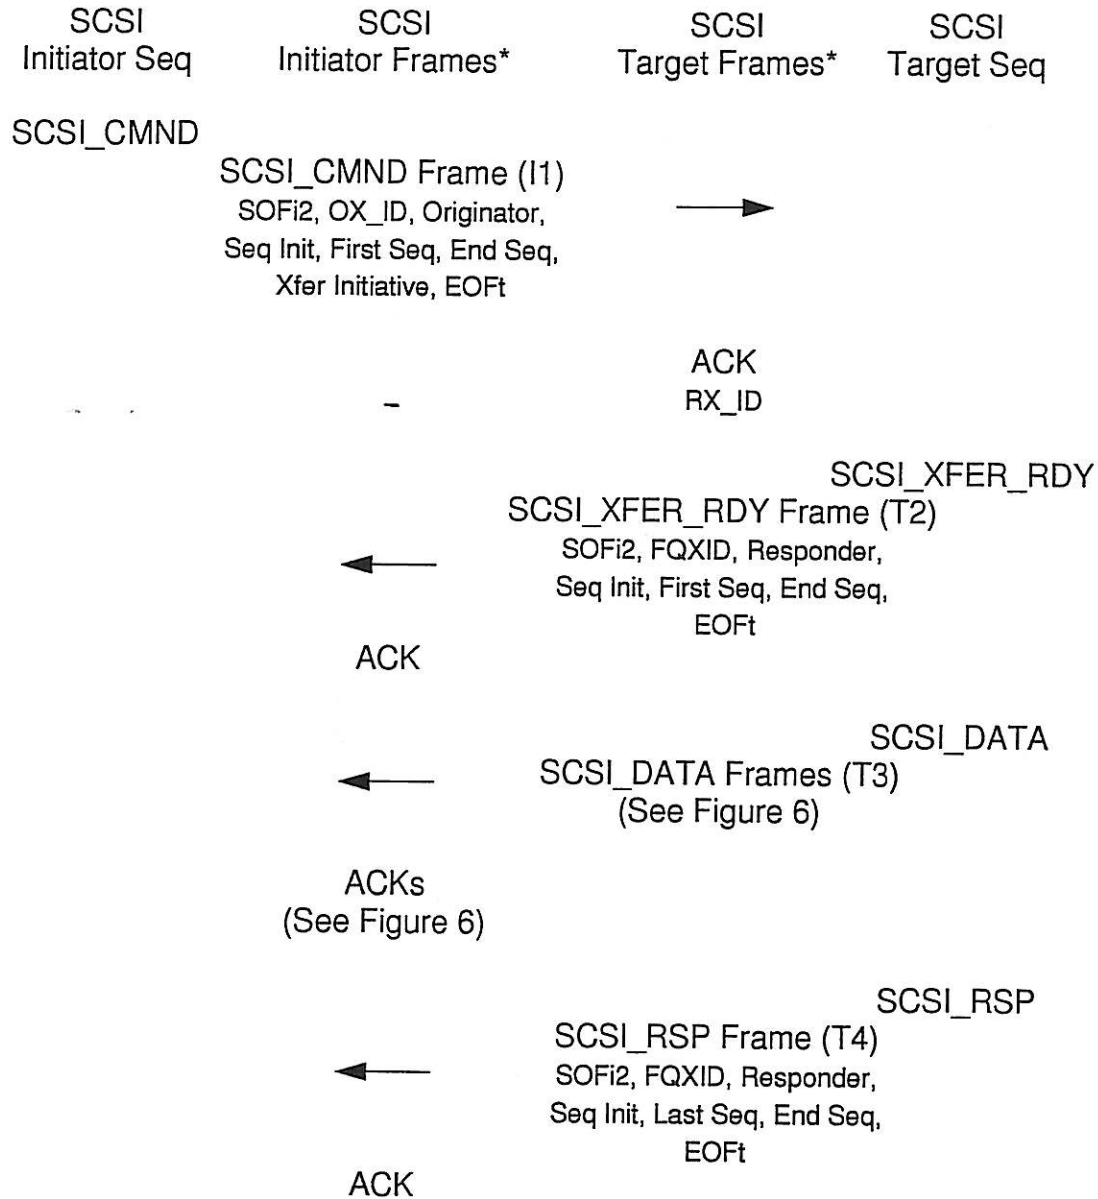 SCSI
Initiator Seq
SCSI
Initiator Frames*
SCSI
Target Frames*
SCSI
Target Seq
SCSI_CMND
SCSI_CMND Frame (I1)
SOFi2, OX_ID, Originator,
Seq Init, First Seq, End Seq,
Xfer Initiative, EOFt
ACK
RX_ID
SCSI_XFER_RDY
SCSI_XFER_RDY Frame (T2)
SOFi2, FQXID, Responder,
Seq Init, First Seq, End Seq,
EOFt
ACK
SCSI_DATA
SCSI_DATA Frames (T3)
(See Figure 6)
ACKs
(See Figure 6)
SCSI_RSP
SCSI_RSP Frame (T4)
SOFi2, FQXID, Responder,
Seq Init, Last Seq, End Seq,
EOFt
ACK